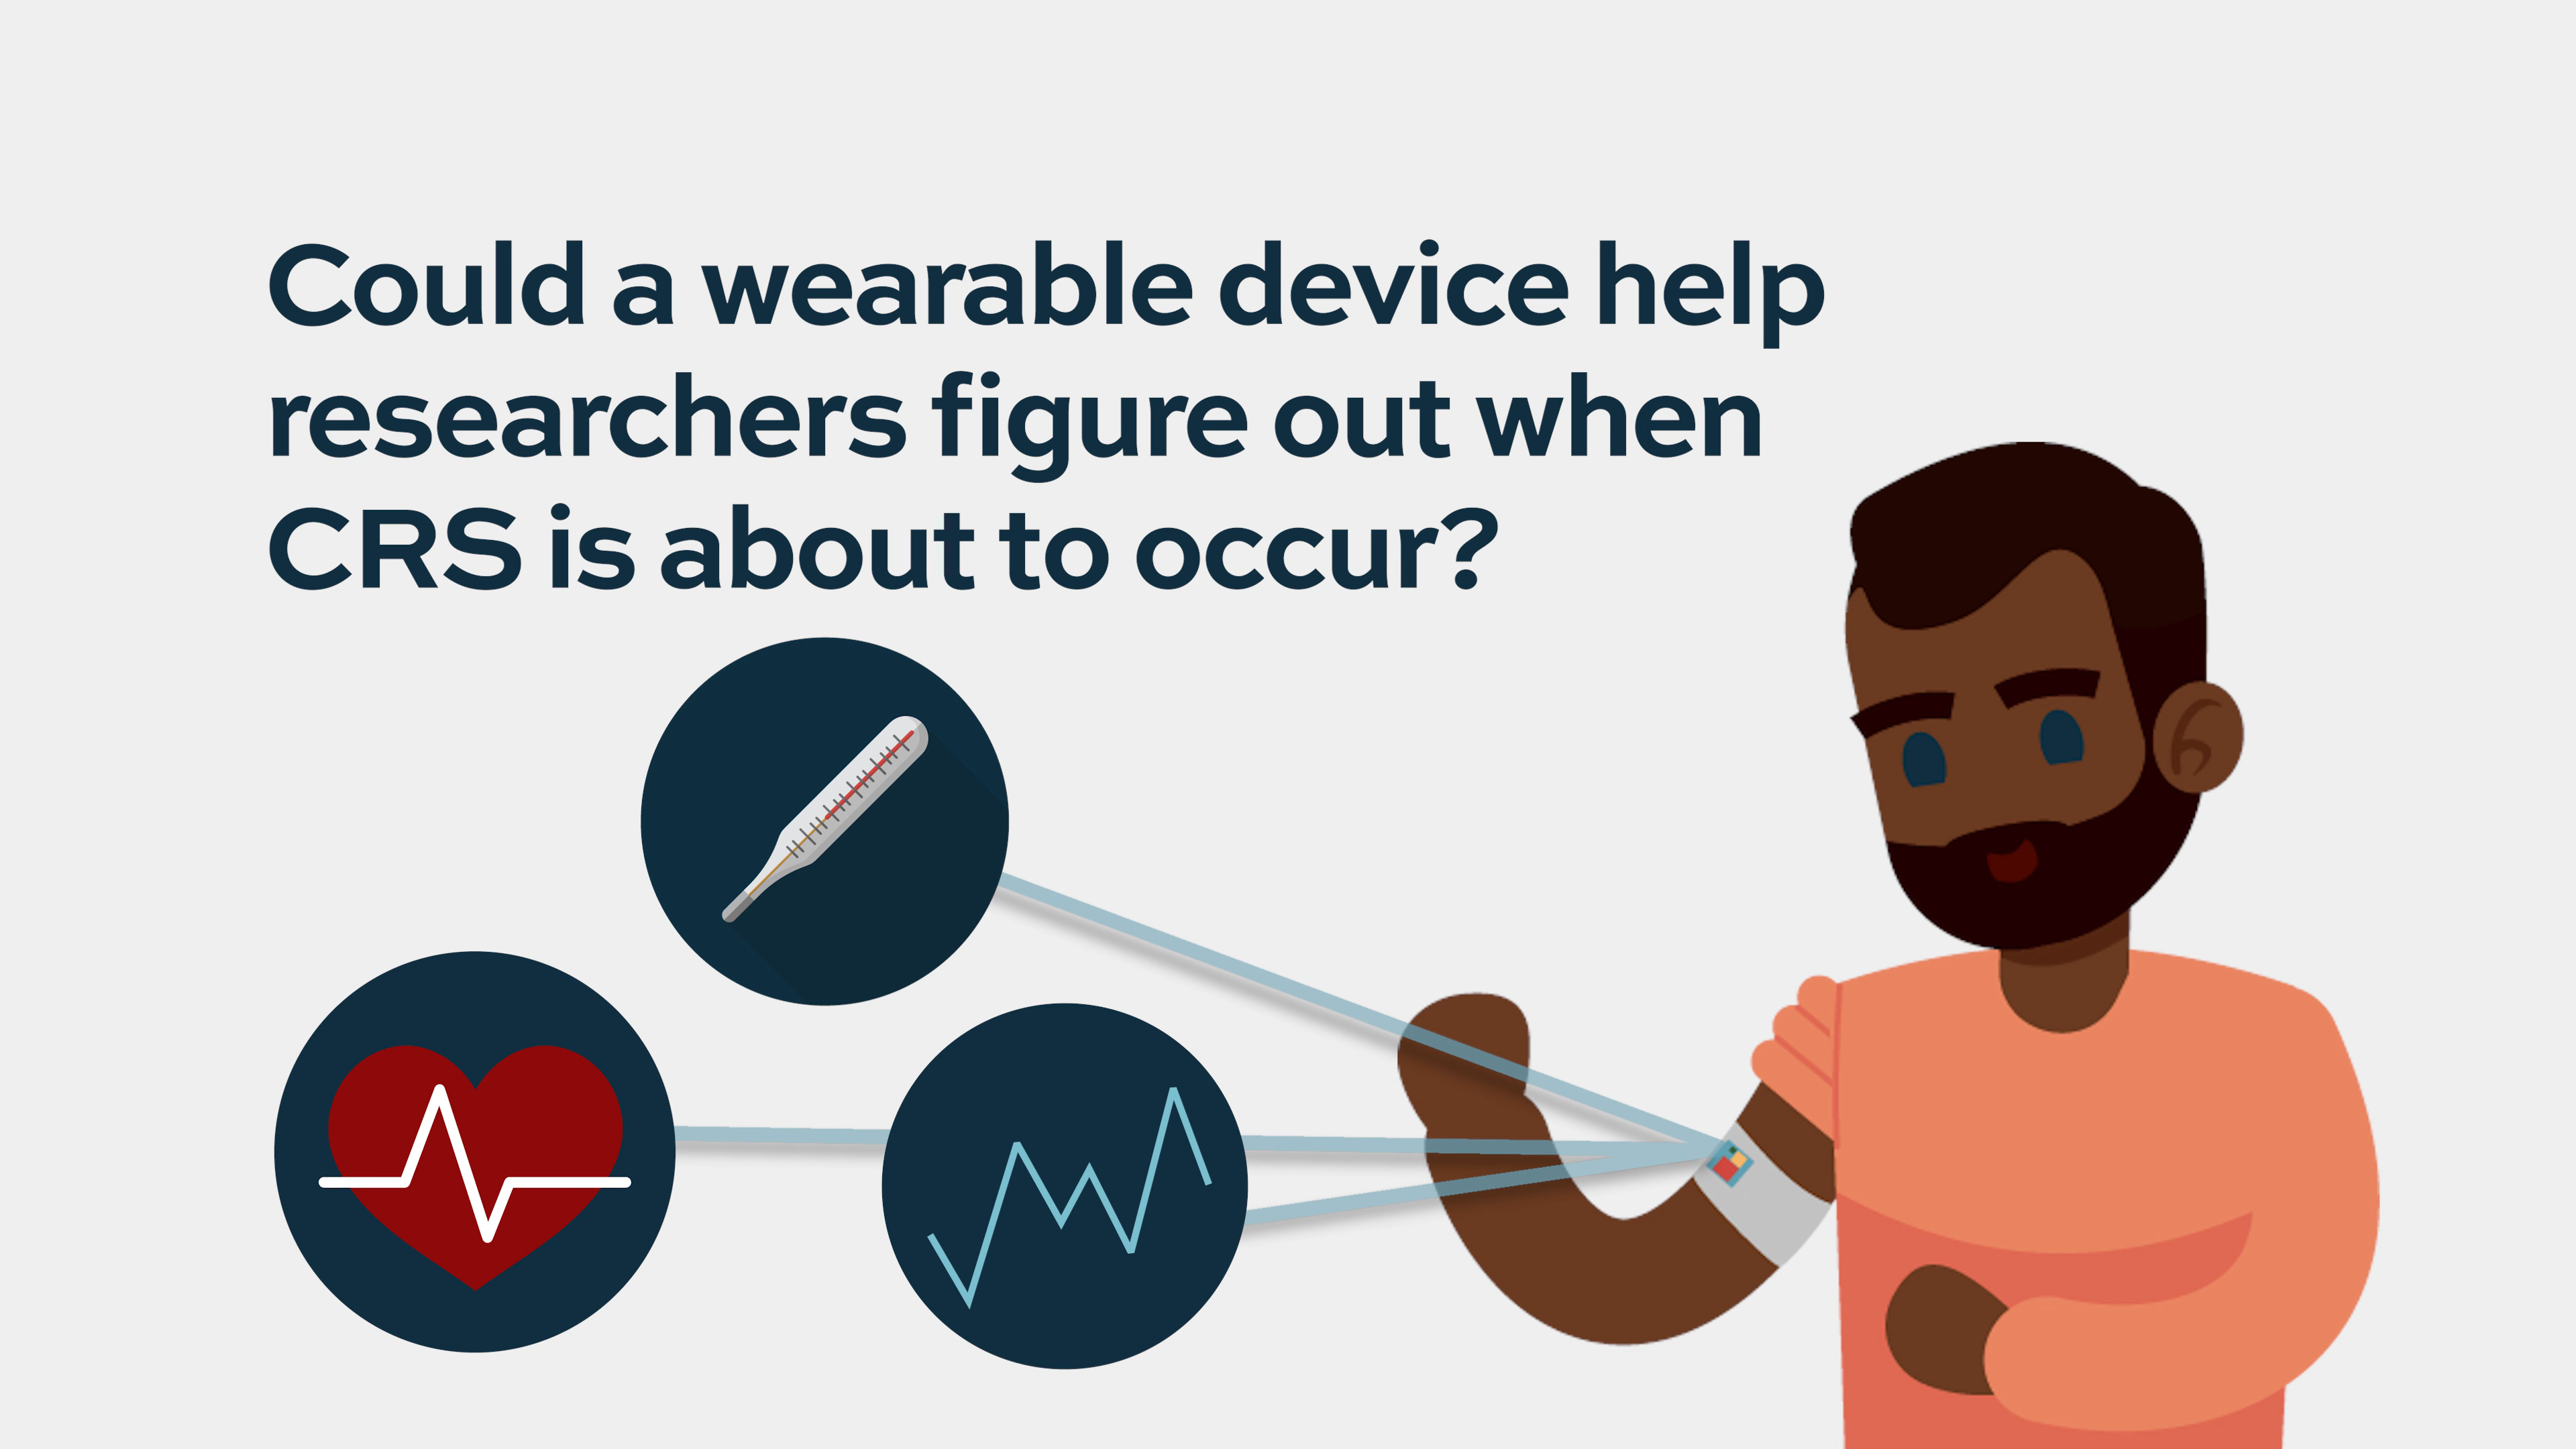 Could a wearable device help
researchers figure out when
CRS is about to occur?